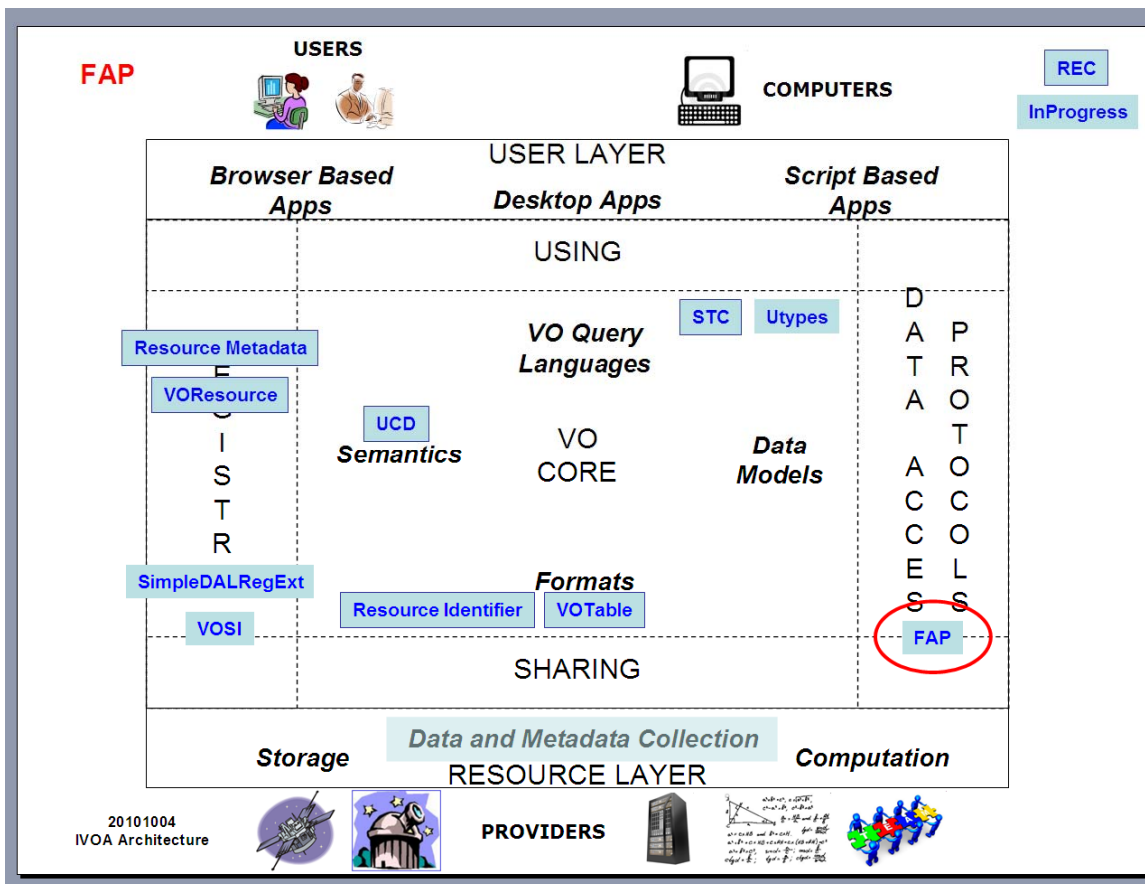 FAP
USERS
COMPUTERS
REC
InProgress
USER LAYER
Browser Based
Apps
Desktop Apps
Script Based
Apps
USING
STC
Utypes
VO Query
Languages
Resource Metadata
VOResource
E
G
I
S
T
R
UCD
Semantics
VO
CORE
Data
Models
D
A
T
A
A
C
C
E
S
S
P
R
O
T
O
C
O
L
S
SimpleDALRegExt
VOSI
Formats
Resource Identifier
VOTable
FAP
SHARING
Data and Metadata Collection
Storage
Computation
RESOURCE LAYER
20101004
IVOA Architecture
PROVIDERS